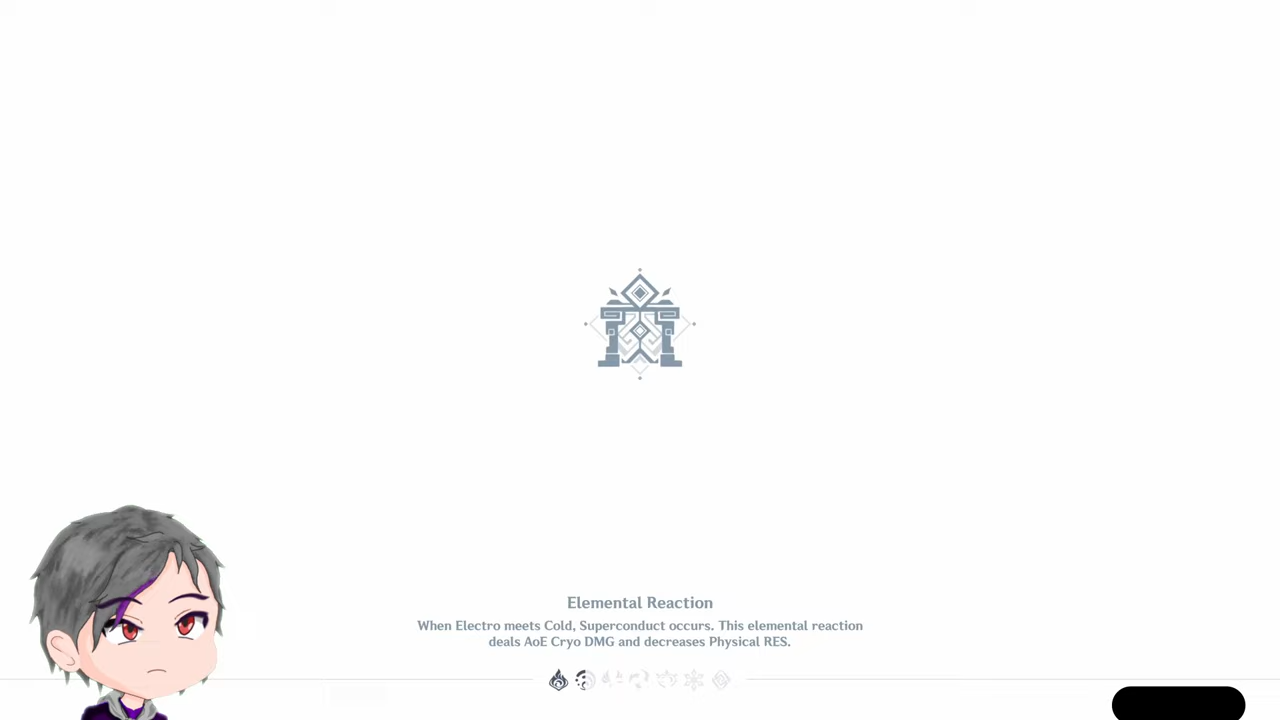 Elemental Reaction
When Electro meets Cold, Superconduct occurs. This elemental reaction
deals AoE Cryo DMG and decreases Physical RES.